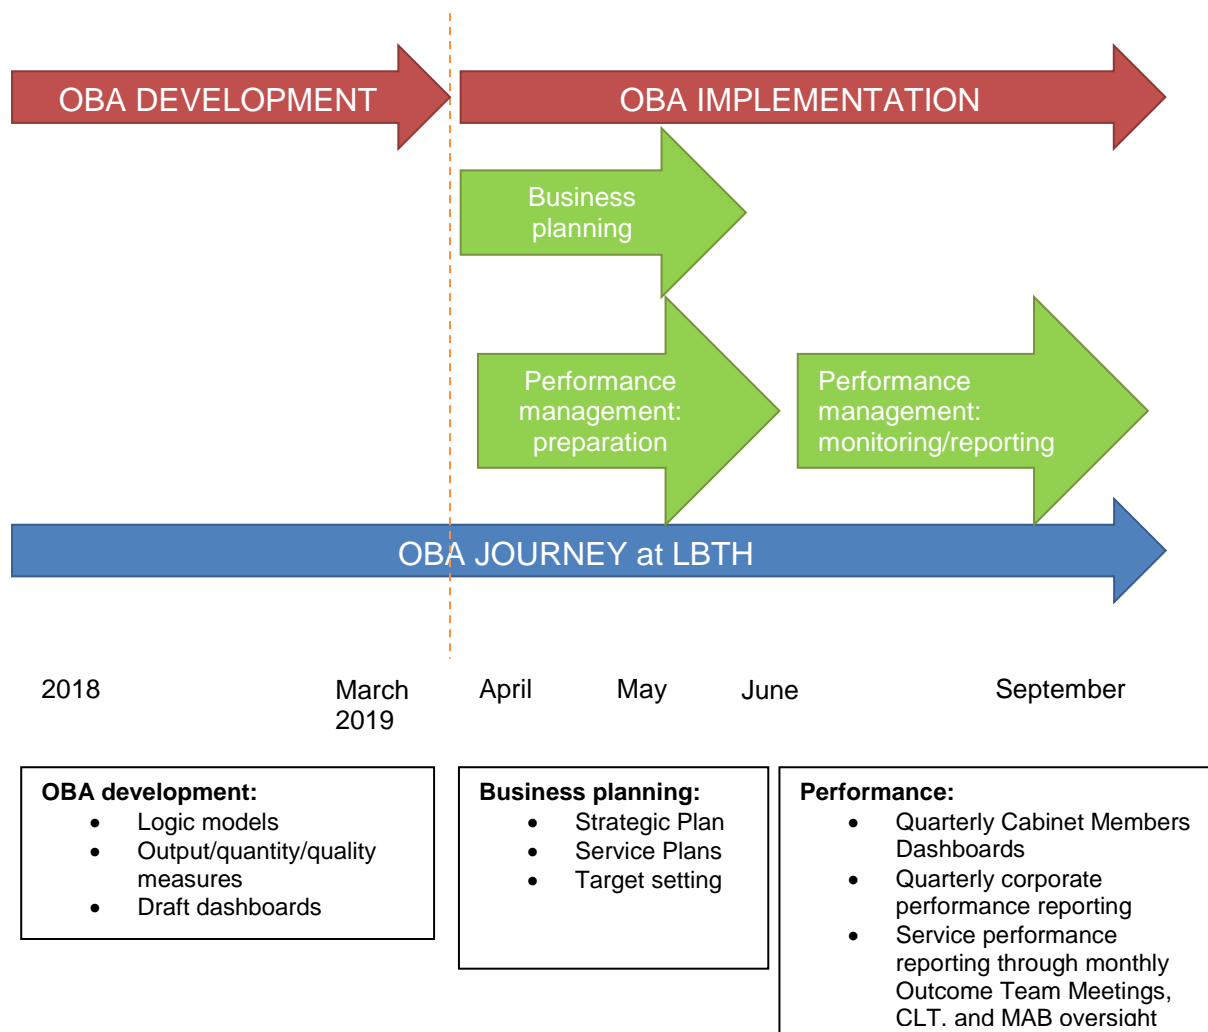 OBA DEVELOPMENT
OBA IMPLEMENTATION
Business
planning
Performance
management:
preparation
Performance
management:
monitoring/reporting
OBA JOURNEY at LBTH
2018
March
2019
April
May
June
September
OBA development:
• Logic models
• Output/quantity/quality
measures
• Draft dashboards
Business planning:
• Strategic Plan
• Service Plans
• Target setting
Performance:
• Quarterly Cabinet Members
Dashboards
• Quarterly corporate
performance reporting
• Service performance
reporting through monthly
Outcome Team Meetings,
CLT, and MAB oversight